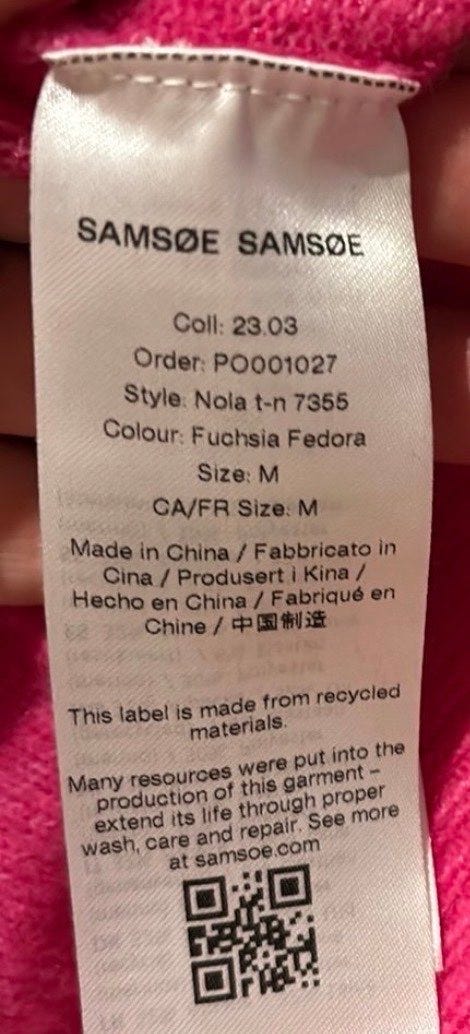 SAMSØE SAMSØE
Coll: 23.03
Order: PO001027
Style: Nola t-n 7355
Colour: Fuchsia Fedora
Size: M
CA/FR Size: M
Made in China / Fabbricato in
Cina / Produsert i Kina /
Hecho en China / Fabriqué en
Chine / 中国制造
This label is made from recycled
materials.
Many resources were put into the
production of this garment –
extend its life through proper
wash, care and repair. See more
at samsoe.com